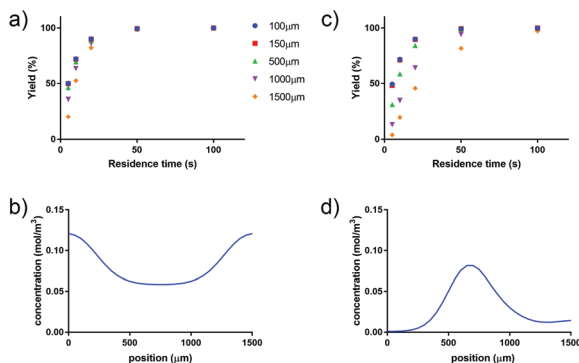 a)
100
50
0
Yield (%)
0 50 100
Residence time (s)
100μm
150μm
500μm
1000μm
1500μm
c)
100
50
0
Yield (%)
0 50 100
Residence time (s)
b)
0.15
0.10
0.05
0.00
concentration (mol/m³)
0 500 1000 1500
position (μm)
d)
0.15
0.10
0.05
0.00
concentration (mol/m³)
0 500 1000 1500
position (μm)